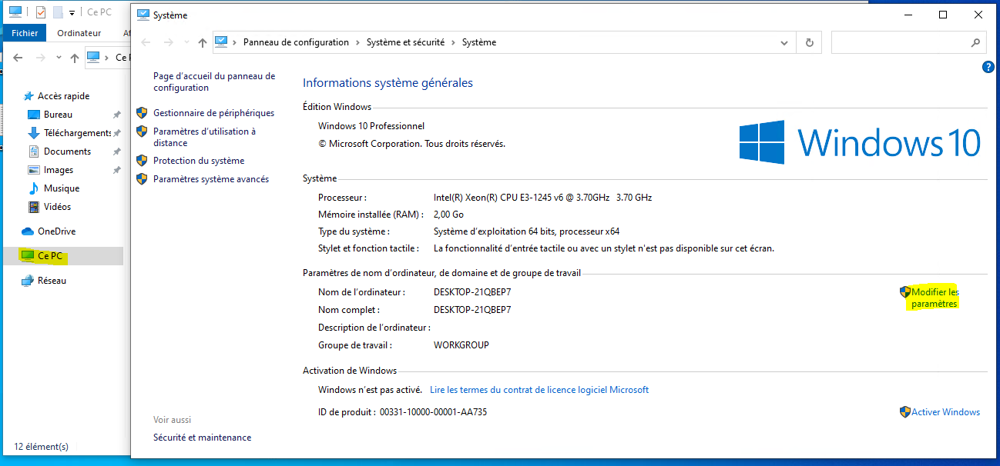 Ce PC
Fichier
Ordinateur
Af
Ce P
Accès rapide
Bureau
Téléchargements
Documents
Images
Musique
Vidéos
OneDrive
Ce PC
Réseau
12 élément(s)
Système
Panneau de configuration > Système et sécurité > Système
Page d'accueil du panneau de
configuration
Gestionnaire de périphériques
Paramètres d'utilisation à
distance
Protection du système
Paramètres système avancés
Voir aussi
Sécurité et maintenance
Informations système générales
Édition Windows
Windows 10 Professionnel
© Microsoft Corporation. Tous droits réservés.
Windows 10
Système
Processeur : Intel(R) Xeon(R) CPU E3-1245 v6 @ 3.70GHz 3.70 GHz
Mémoire installée (RAM) : 2,00 Go
Type du système : Système d'exploitation 64 bits, processeur x64
Stylet et fonction tactile : La fonctionnalité d'entrée tactile ou avec un stylet n'est pas disponible sur cet écran.
Paramètres de nom d'ordinateur, de domaine et de groupe de travail
Nom de l'ordinateur : DESKTOP-21QBEP7
Modifier les
paramètres
Nom complet : DESKTOP-21QBEP7
Description de l'ordinateur :
Groupe de travail : WORKGROUP
Activation de Windows
Windows n'est pas activé. Lire les termes du contrat de licence logiciel Microsoft
ID de produit : 00331-10000-00001-AA735
Activer Windows